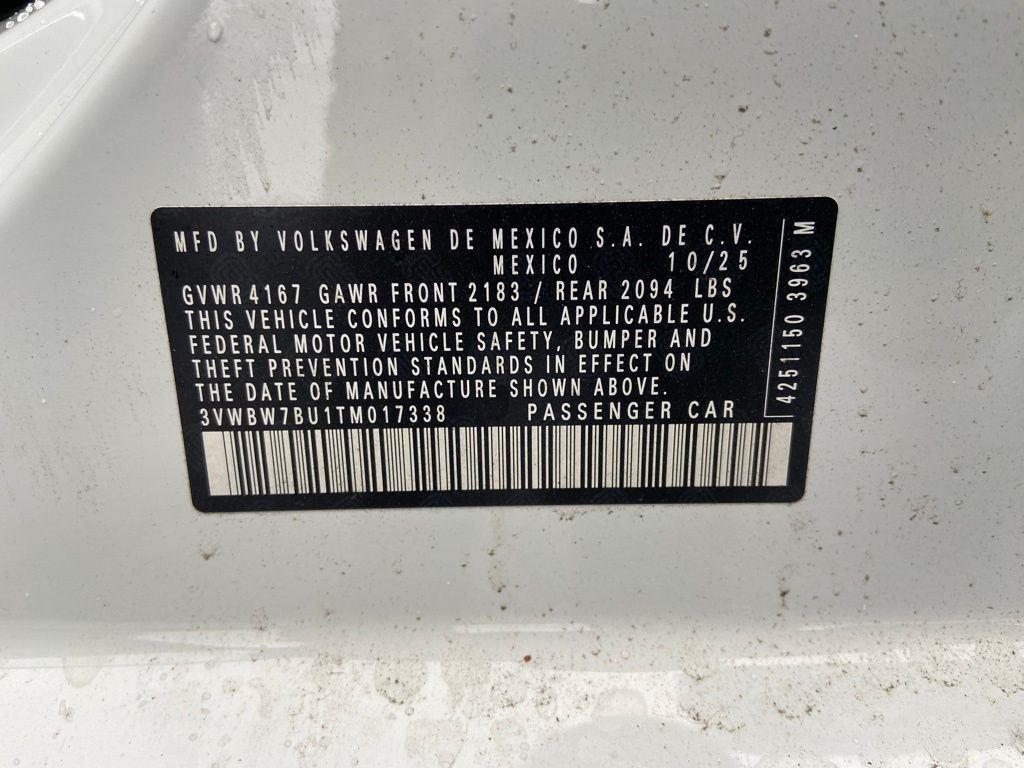 MFD BY VOLKSWAGEN DE MEXICO S.A. DE C.V.
MEXICO 10/25
GVWR 4167 GAWR FRONT 2183 / REAR 2094 LBS
THIS VEHICLE CONFORMS TO ALL APPLICABLE U.S.
FEDERAL MOTOR VEHICLE SAFETY, BUMPER AND
THEFT PREVENTION STANDARDS IN EFFECT ON
THE DATE OF MANUFACTURE SHOWN ABOVE.
3VWBW7BU1TM017338 PASSENGER CAR
4251150 3963 M